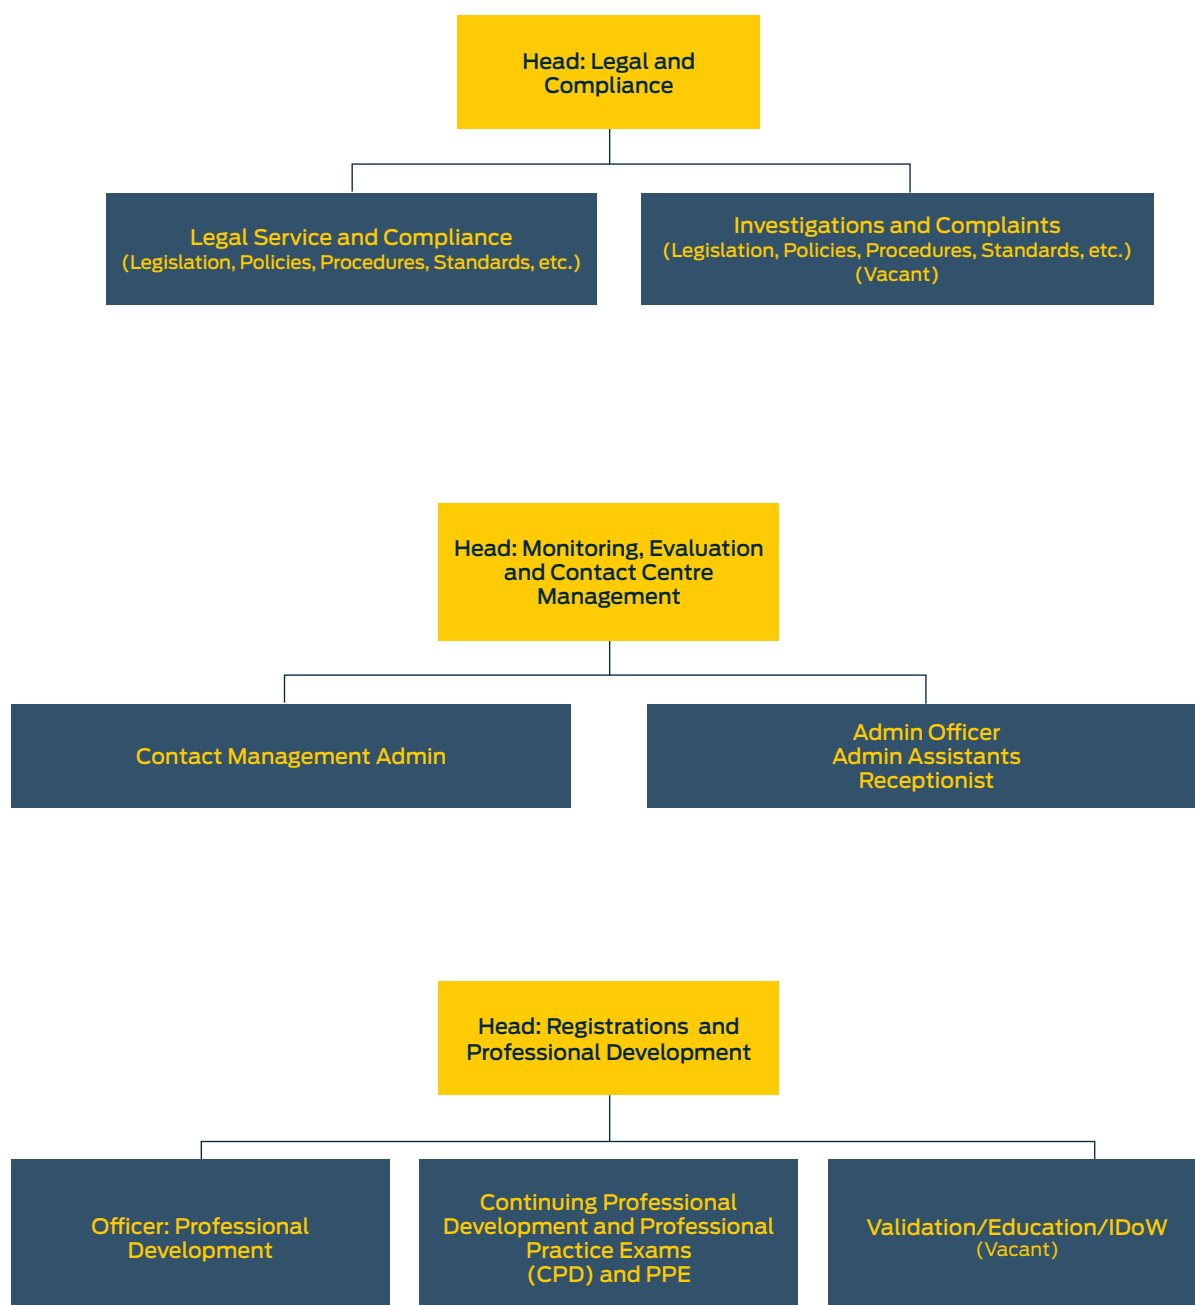 Head: Legal and
Compliance
Legal Service and Compliance
(Legislation, Policies, Procedures, Standards, etc.)
Investigations and Complaints
(Legislation, Policies, Procedures, Standards, etc.)
(Vacant)
Head: Monitoring, Evaluation
and Contact Centre
Management
Contact Management Admin
Admin Officer
Admin Assistants
Receptionist
Head: Registrations and
Professional Development
Officer: Professional
Development
Continuing Professional
Development and Professional
Practice Exams
(CPD) and PPE
Validation/Education/IDoW
(Vacant)